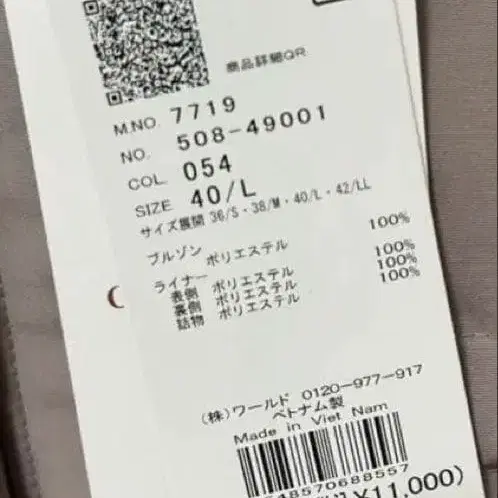 商品詳細QR
M.NO. 7719
NO. 508-49001
COL 054
SIZE 40/L
サイズ展開 36/S・38/M・40/L・42/LL
ブルゾン
ポリエステル 100%
ライナー
表側 ポリエステル 100%
裏側 ポリエステル 100%
詰物 ポリエステル 100%
(株)ワールド 0120-977-917
ベトナム製
Made in Viet Nam
48570688557
¥11,000)